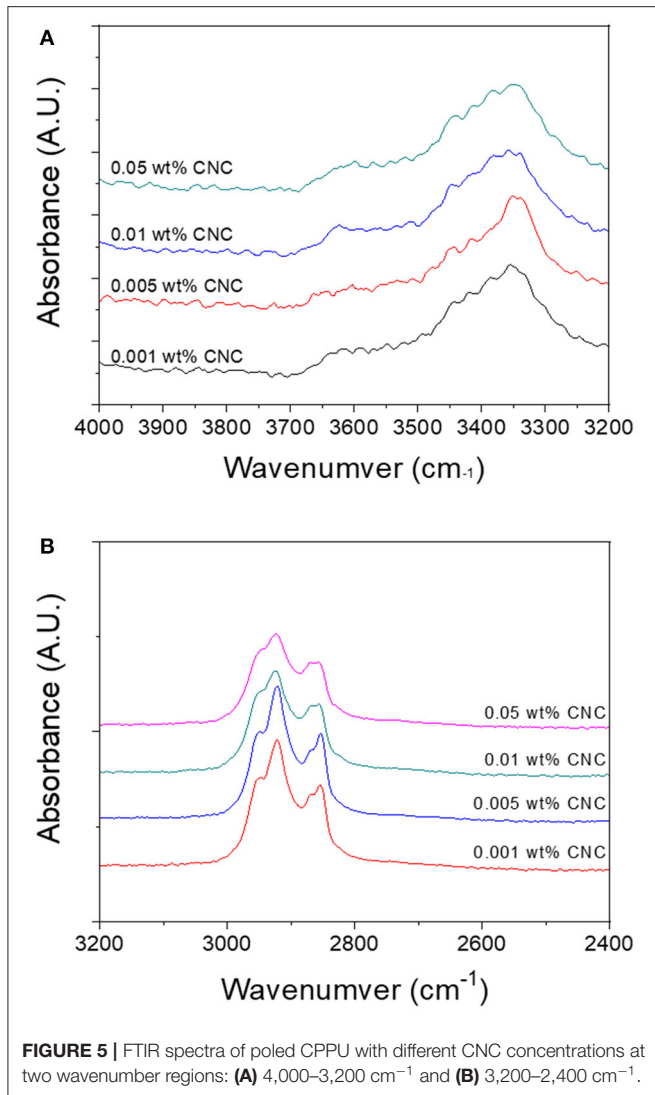 A
Absorbance (A.U.)
0.05 wt% CNC
0.01 wt% CNC
0.005 wt% CNC
0.001 wt% CNC
4000 3900 3800 3700 3600 3500 3400 3300 3200
Wavenumver (cm-1)
B
Absorbance (A.U.)
0.05 wt% CNC
0.01 wt% CNC
0.005 wt% CNC
0.001 wt% CNC
3200 3000 2800 2600 2400
Wavenumver (cm⁻¹)
FIGURE 5 | FTIR spectra of poled CPPU with different CNC concentrations at
two wavenumber regions: (A) 4,000–3,200 cm⁻¹ and (B) 3,200–2,400 cm⁻¹.